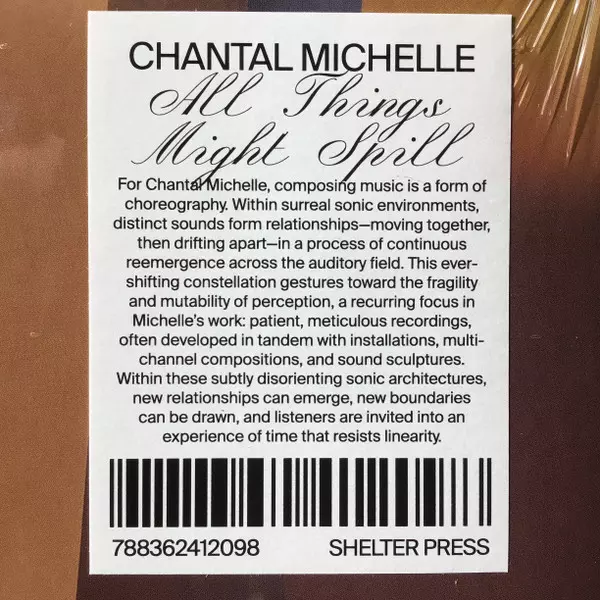 CHANTAL MICHELLE
All Things
Might Spill
For Chantal Michelle, composing music is a form of
choreography. Within surreal sonic environments,
distinct sounds form relationships—moving together,
then drifting apart—in a process of continuous
reemergence across the auditory field. This ever-
shifting constellation gestures toward the fragility
and mutability of perception, a recurring focus in
Michelle's work: patient, meticulous recordings,
often developed in tandem with installations, multi-
channel compositions, and sound sculptures.
Within these subtly disorienting sonic architectures,
new relationships can emerge, new boundaries
can be drawn, and listeners are invited into an
experience of time that resists linearity.
788362412098 SHELTER PRESS